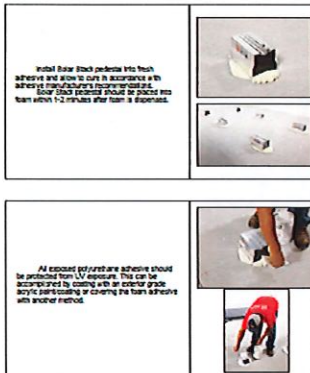 Install Solar Stack pedestal into fresh
adhesive and allow to cure in accordance with
adhesive manufacturer's recommendations.
Solar Stack pedestal should be placed into
foam within 1-2 minutes after foam is dispensed.
All exposed polyurethane adhesive should
be protected from UV exposure. This can be
accomplished by coating with an exterior grade
acrylic paint/coating or covering the foam adhesive
with another method.